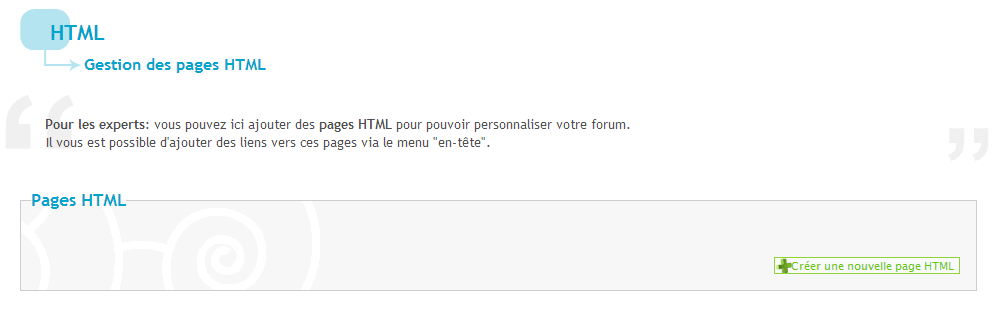 HTML
Gestion des pages HTML
Pour les experts: vous pouvez ici ajouter des pages HTML pour pouvoir personnaliser votre forum.
Il vous est possible d'ajouter des liens vers ces pages via le menu "en-tête".
Pages HTML
Créer une nouvelle page HTML